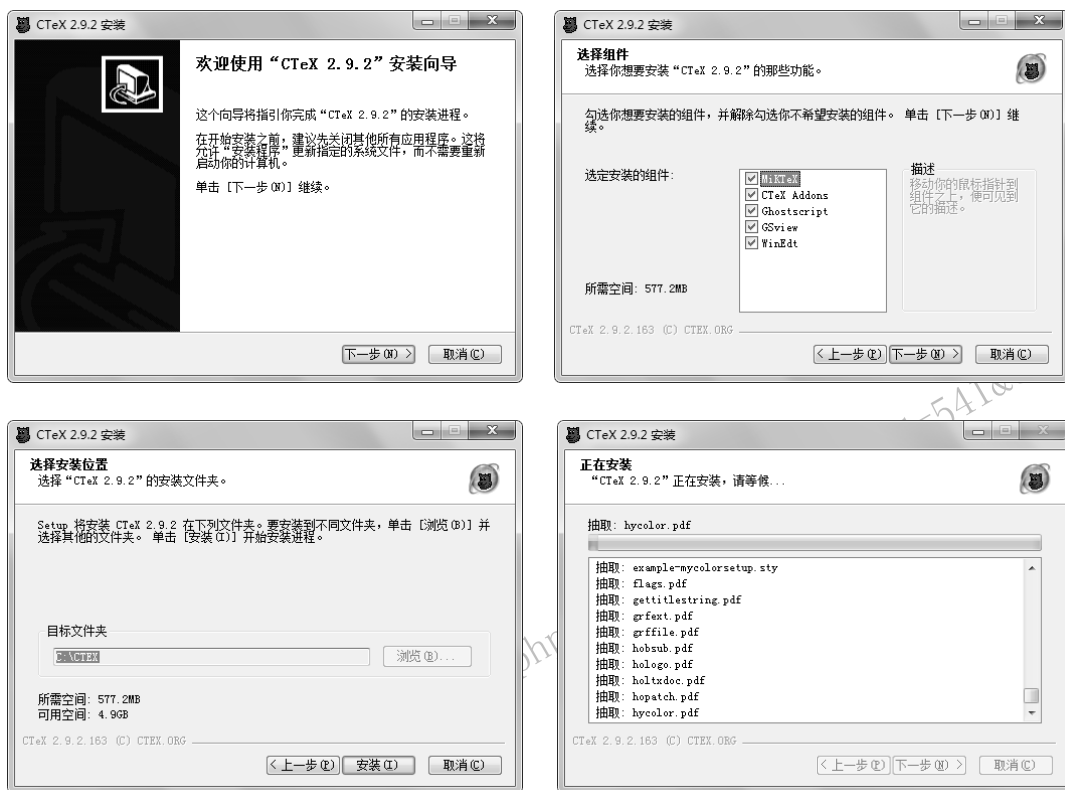 CTeX 2.9.2 安装
欢迎使用“CTeX 2.9.2”安装向导
这个向导将指引你完成“CTeX 2.9.2”的安装进程。
在开始安装之前，建议先关闭其他所有应用程序。这将
允许“安装程序”更新指定的系统文件，而不需要重新
启动你的计算机。
单击 [下一步(N)] 继续。
下一步(N) >
取消(C)
CTeX 2.9.2 安装
选择组件
选择你想要安装“CTeX 2.9.2”的那些功能。
勾选你想要安装的组件，并解除勾选你不希望安装的组件。 单击 [下一步(N)] 继
续。
选定安装的组件:
MiKTeX
CTeX Addons
Ghostscript
GSview
WinEdt
描述
移动你的鼠标指针到
组件之上，便可见到
它的描述。
所需空间: 577.2MB
CTeX 2.9.2.163 (C) CTEX.ORG
< 上一步(P)
下一步(N) >
取消(C)
CTeX 2.9.2 安装
选择安装位置
选择“CTeX 2.9.2”的安装文件夹。
Setup 将安装 CTeX 2.9.2 在下列文件夹。要安装到不同文件夹，单击 [浏览(B)] 并
选择其他的文件夹。 单击 [安装(I)] 开始安装进程。
目标文件夹
C:\CTEX
浏览(B)...
所需空间: 577.2MB
可用空间: 4.9GB
CTeX 2.9.2.163 (C) CTEX.ORG
< 上一步(P)
安装(I)
取消(C)
CTeX 2.9.2 安装
正在安装
“CTeX 2.9.2”正在安装，请等候...
抽取: hycolor.pdf
抽取: example-mycolorsetup.sty
抽取: flags.pdf
抽取: gettitlestring.pdf
抽取: grfext.pdf
抽取: grffile.pdf
抽取: hobsub.pdf
抽取: hologo.pdf
抽取: holtxdoc.pdf
抽取: hopatch.pdf
抽取: hycolor.pdf
CTeX 2.9.2.163 (C) CTEX.ORG
< 上一步(P)
下一步(N) >
取消(C)
=541&